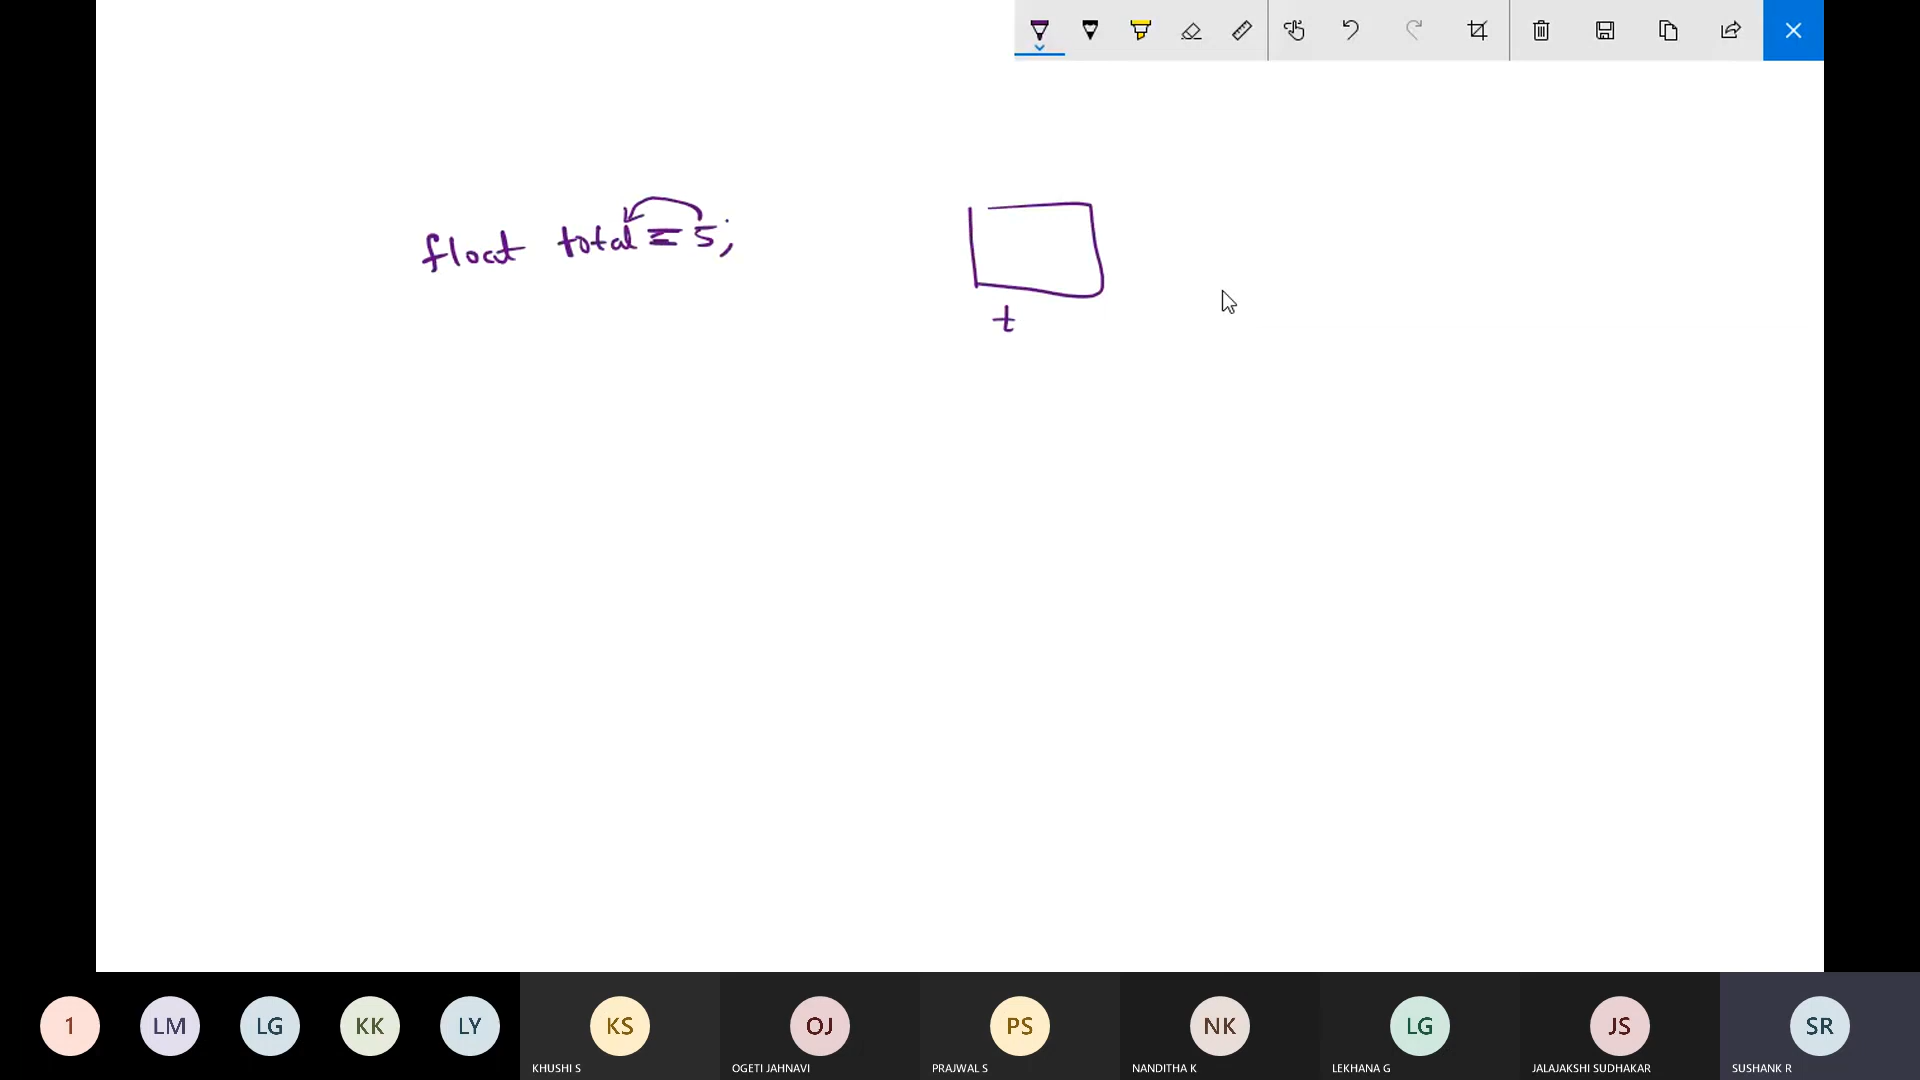 float total = 5;
t
1 LM LG KK LY KS OJ PS NK LG JS SR
KHUSHI S OGETI JAHNAVI PRAJWAL S NANDITHA K LEKHANA G JALAJAKSHI SUDHAKAR SUSHANK R